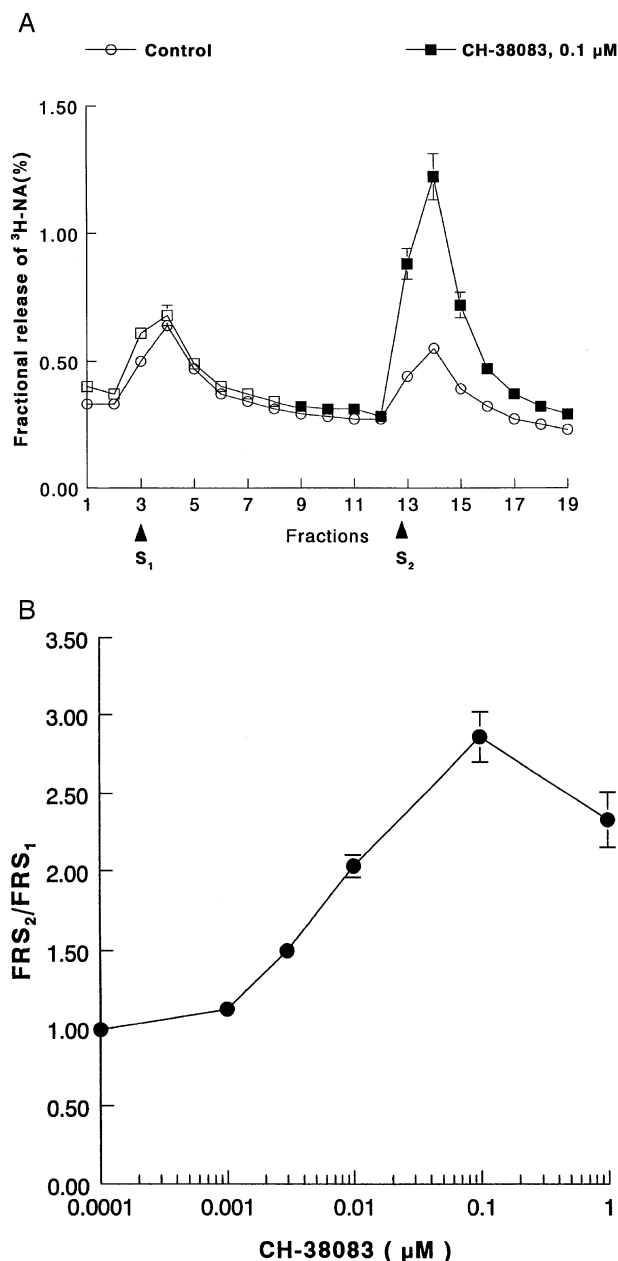 A
Control CH-38083, 0.1 µM
Fractional release of ³H-NA(%)
1.50
1.00
0.50
0.00
1 3 5 7 9 11 13 15 17 19
Fractions
S₁ S₂
B
FRS₂/FRS₁
3.50
3.00
2.50
2.00
1.50
1.00
0.50
0.00
0.0001 0.001 0.01 0.1 1
CH-38083 ( µM )